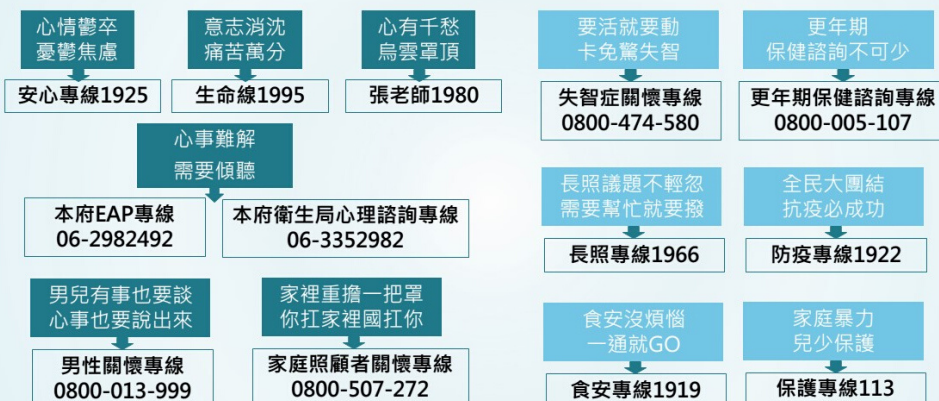 心情鬱卒
憂鬱焦慮
安心專線1925
意志消沈
痛苦萬分
生命線1995
心有千愁
烏雲罩頂
張老師1980
心事難解
需要傾聽
本府EAP專線
06-2982492
本府衛生局心理諮詢專線
06-3352982
男兒有事也要談
心事也要說出來
男性關懷專線
0800-013-999
家裡重擔一把罩
你扛家裡國扛你
家庭照顧者關懷專線
0800-507-272
要活就要動
卡免驚失智
失智症關懷專線
0800-474-580
更年期
保健諮詢不可少
更年期保健諮詢專線
0800-005-107
長照議題不輕忽
需要幫忙就要撥
長照專線1966
全民大團結
抗疫必成功
防疫專線1922
食安沒煩惱
一通就GO
食安專線1919
家庭暴力
兒少保護
保護專線113